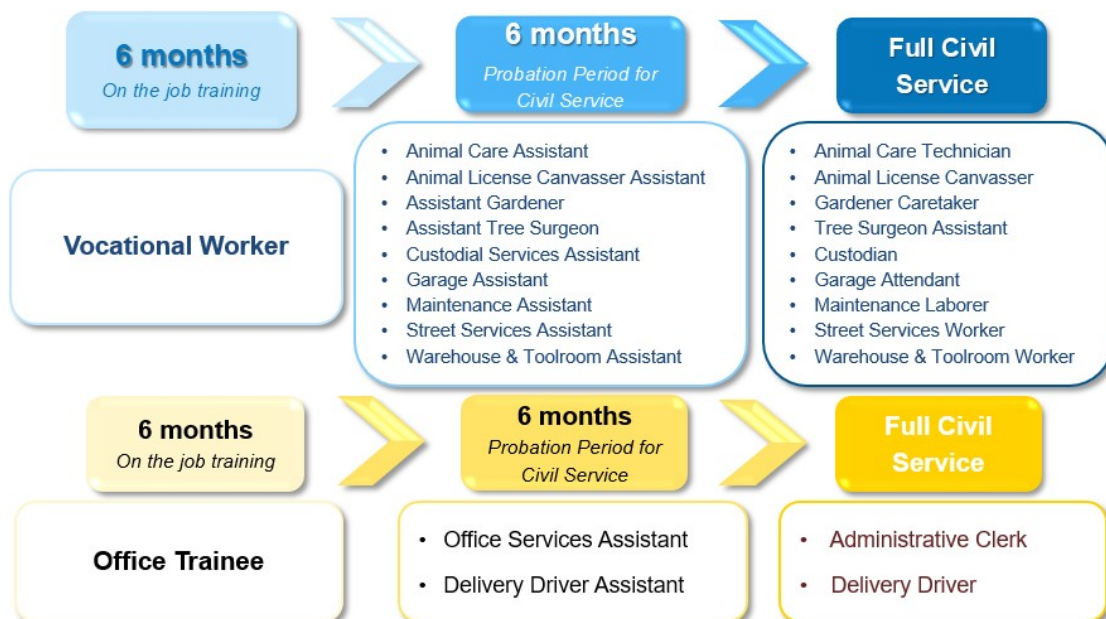 6 months
On the job training
6 months
Probation Period for
Civil Service
Full Civil
Service
Vocational Worker
• Animal Care Assistant
• Animal License Canvasser Assistant
• Assistant Gardener
• Assistant Tree Surgeon
• Custodial Services Assistant
• Garage Assistant
• Maintenance Assistant
• Street Services Assistant
• Warehouse & Toolroom Assistant
• Animal Care Technician
• Animal License Canvasser
• Gardener Caretaker
• Tree Surgeon Assistant
• Custodian
• Garage Attendant
• Maintenance Laborer
• Street Services Worker
• Warehouse & Toolroom Worker
6 months
On the job training
6 months
Probation Period for
Civil Service
Full Civil
Service
Office Trainee
• Office Services Assistant
• Delivery Driver Assistant
• Administrative Clerk
• Delivery Driver